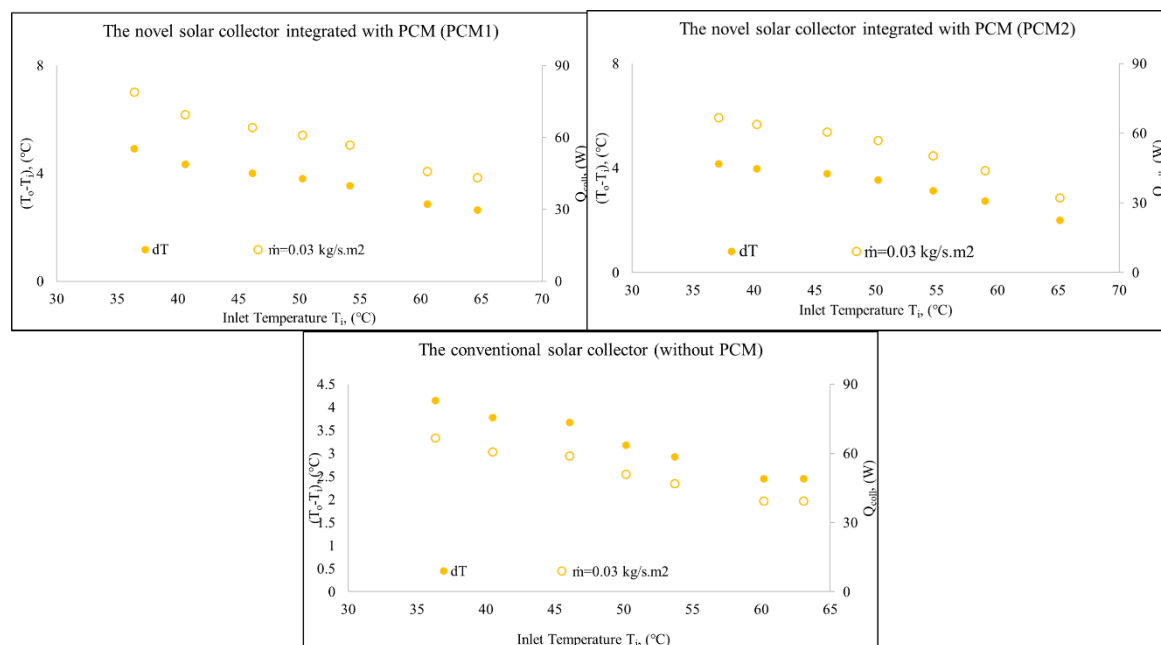 The novel solar collector integrated with PCM (PCM1)
8
4
0
(To-Ti), (°C)
90
60
30
0
Qcoll, (W)
dT
ṁ=0.03 kg/s.m2
30 35 40 45 50 55 60 65 70
Inlet Temperature Ti, (°C)
The novel solar collector integrated with PCM (PCM2)
8
4
0
(To-Ti), (°C)
90
60
30
0
(W)
dT
ṁ=0.03 kg/s.m2
30 35 40 45 50 55 60 65 70
Inlet Temperature Ti, (°C)
The conventional solar collector (without PCM)
4.5
4
3.5
3
2.5
2
1.5
1
0.5
0
(To-Ti), (°C)
90
60
30
0
Qcoll, (W)
dT
ṁ=0.03 kg/s.m2
30 35 40 45 50 55 60 65
Inlet Temperature Ti, (°C)